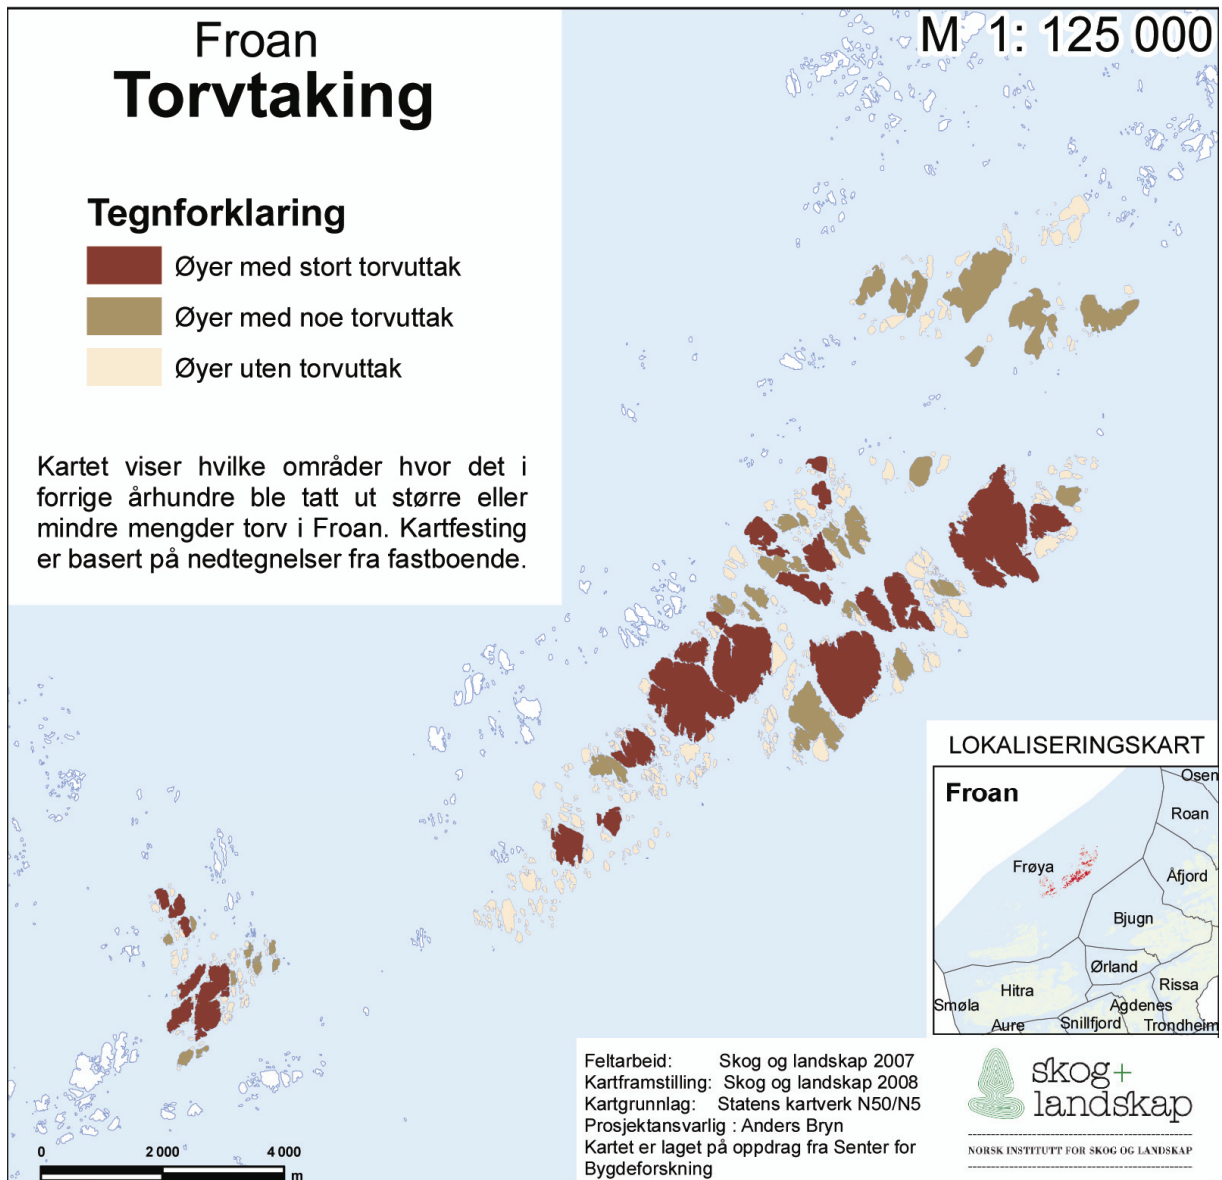 Froan
Torvtaking
M 1: 125 000
Tegnforklaring
Øyer med stort torvuttak
Øyer med noe torvuttak
Øyer uten torvuttak
Kartet viser hvilke områder hvor det i
forrige århundre ble tatt ut større eller
mindre mengder torv i Froan. Kartfesting
er basert på nedtegnelser fra fastboende.
LOKALISERINGSKART
Froan
Osen
Roan
Frøya
Åfjord
Bjugn
Ørland
Rissa
Hitra
Smøla
Agdenes
Aure
Snillfjord
Trondheim
Feltarbeid: Skog og landskap 2007
Kartframstilling: Skog og landskap 2008
Kartgrunnlag: Statens kartverk N50/N5
Prosjektansvarlig : Anders Bryn
Kartet er laget på oppdrag fra Senter for
Bygdeforskning
skog+
landskap
NORSK INSTITUTT FOR SKOG OG LANDSKAP
0 2 000 4 000
m